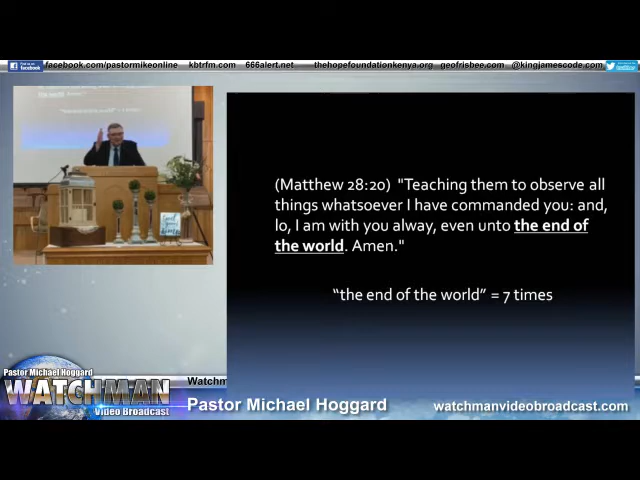 facebook.com/pastormikeonline kbtrfm.com 666alert.net thehopefoundationkenya.org geofrisbee.com @kingjamescode.com
(Matthew 28:20) "Teaching them to observe all
things whatsoever I have commanded you: and,
lo, I am with you alway, even unto the end of
the world. Amen."
“the end of the world” = 7 times
Pastor Michael Hoggard
WATCHMAN
Video Broadcast
Watchm
Pastor Michael Hoggard
watchmanvideobroadcast.com